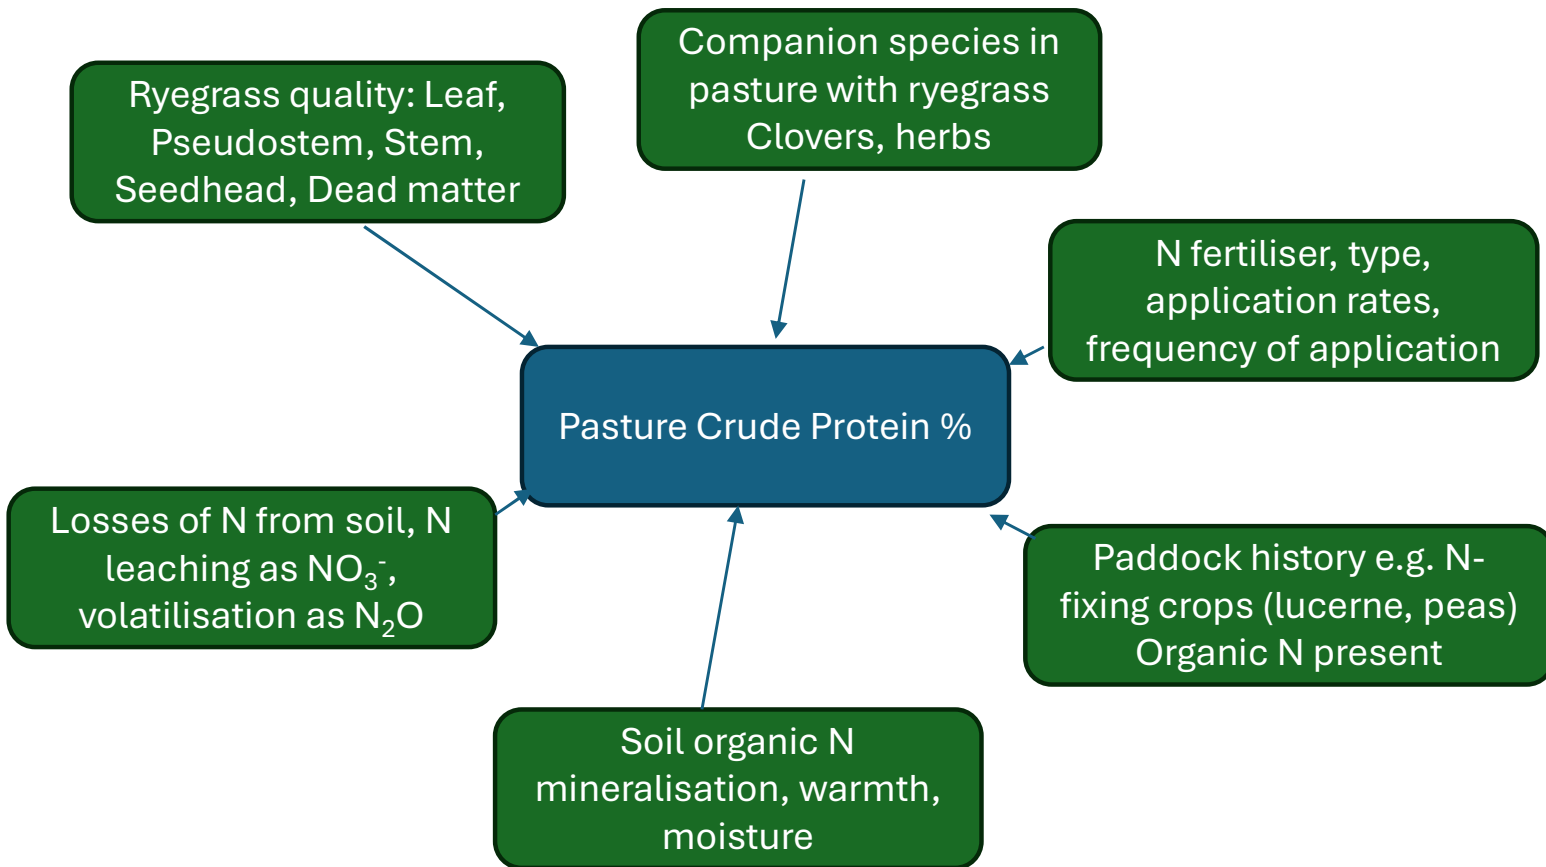 Companion species in
pasture with ryegrass
Clovers, herbs
Ryegrass quality: Leaf,
Pseudostem, Stem,
Seedhead, Dead matter
N fertiliser, type,
application rates,
frequency of application
Pasture Crude Protein %
Losses of N from soil, N
leaching as NO₃⁻,
volatilisation as N₂O
Paddock history e.g. N-
fixing crops (lucerne, peas)
Organic N present
Soil organic N
mineralisation, warmth,
moisture